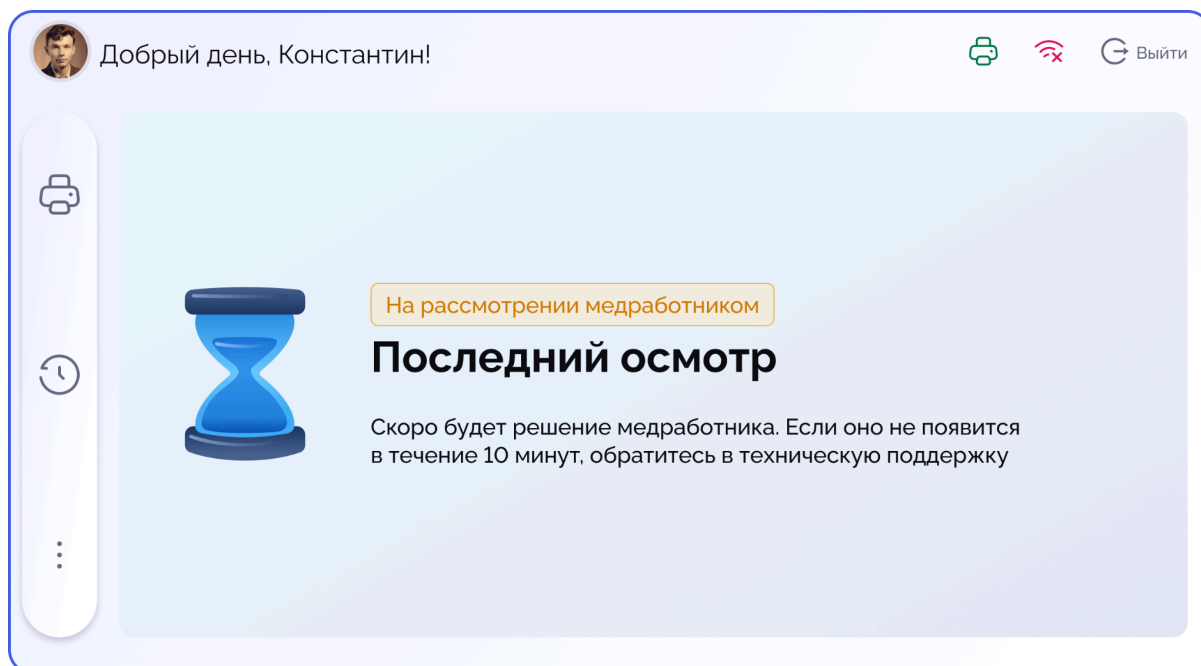 Добрый день, Константин!
Выйти
На рассмотрении медработником
Последний осмотр
Скоро будет решение медработника. Если оно не появится
в течение 10 минут, обратитесь в техническую поддержку